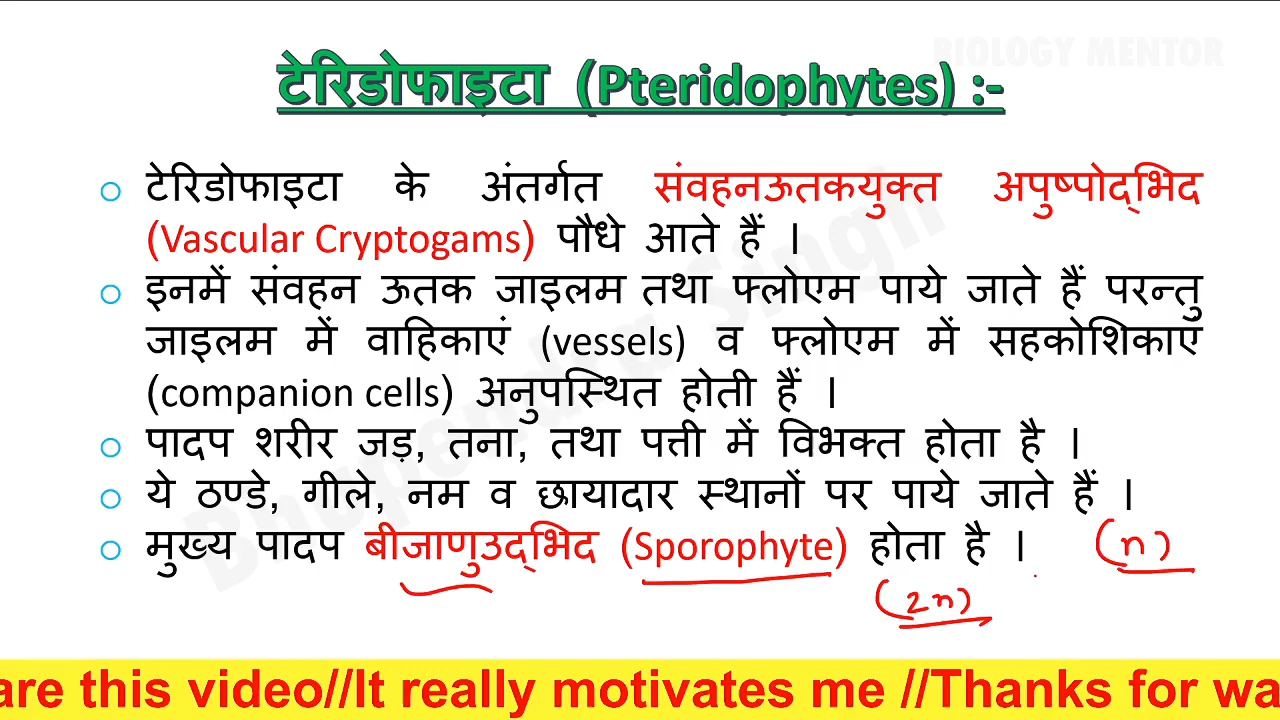 BIOLOGY MENTOR
टेरिडोफाइटा (Pteridophytes) :-
टेरिडोफाइटा के अंतर्गत संवहनऊतकयुक्त अपुष्पोद्भिद
(Vascular Cryptogams) पौधे आते हैं ।
इनमें संवहन ऊतक जाइलम तथा फ्लोएम पाये जाते हैं परन्तु
जाइलम में वाहिकाएं (vessels) व फ्लोएम में सहकोशिकाएं
(companion cells) अनुपस्थित होती हैं ।
पादप शरीर जड़, तना, तथा पत्ती में विभक्त होता है ।
ये ठण्डे, गीले, नम व छायादार स्थानों पर पाये जाते हैं ।
मुख्य पादप बीजाणुउद्भिद (Sporophyte) होता है । (n)
(2n)
are this video//It really motivates me //Thanks for wa